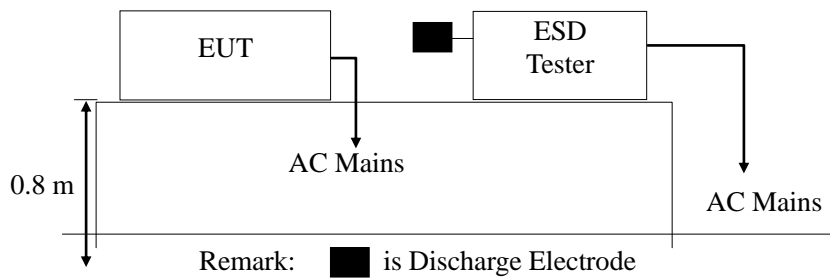 EUT
ESD
Tester
AC Mains
0.8 m
AC Mains
Remark: is Discharge Electrode